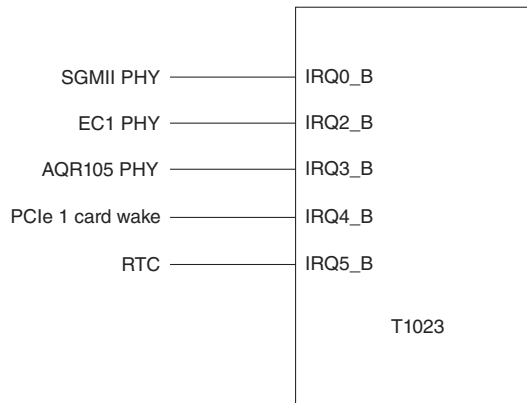 SGMII PHY IRQ0_B
EC1 PHY IRQ2_B
AQR105 PHY IRQ3_B
PCIe 1 card wake IRQ4_B
RTC IRQ5_B
T1023